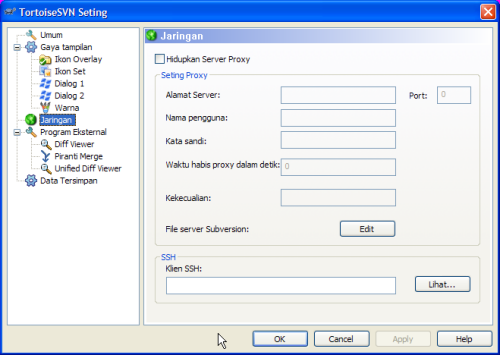 TortoiseSVN Seting
Umum
Gaya tampilan
Ikon Overlay
Ikon Set
Dialog 1
Dialog 2
Warna
Jaringan
Program Eksternal
Diff Viewer
Piranti Merge
Unified Diff Viewer
Data Tersimpan
Jaringan
Hidupkan Server Proxy
Seting Proxy
Alamat Server: Port: 0
Nama pengguna:
Kata sandi:
Waktu habis proxy dalam detik: 0
Kekecualian:
File server Subversion: Edit
SSH
Klien SSH:
Lihat...
OK Cancel Apply Help